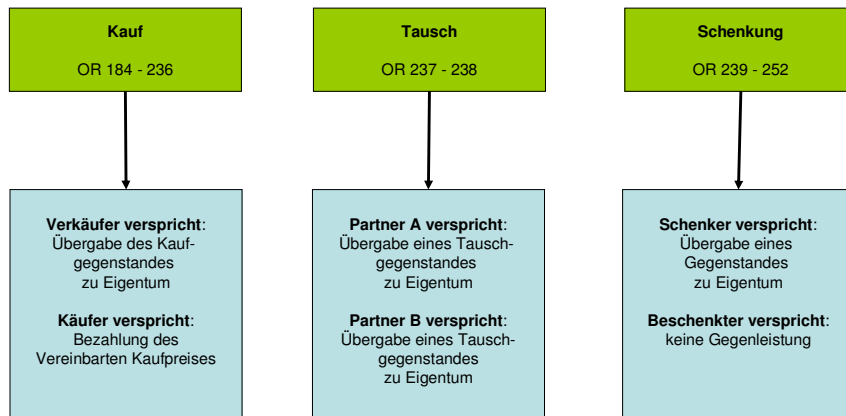 Kauf
OR 184 - 236
Tausch
OR 237 - 238
Schenkung
OR 239 - 252
Verkäufer verspricht:
Übergabe des Kauf-
gegenstandes
zu Eigentum
Käufer verspricht:
Bezahlung des
Vereinbarten Kaufpreises
Partner A verspricht:
Übergabe eines Tausch-
gegenstandes
zu Eigentum
Partner B verspricht:
Übergabe eines Tausch-
gegenstandes
zu Eigentum
Schenker verspricht:
Übergabe eines
Gegenstandes
zu Eigentum
Beschenkter verspricht:
keine Gegenleistung